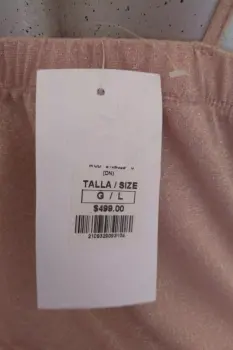 (DN)
TALLA / SIZE
G / L
$499.00